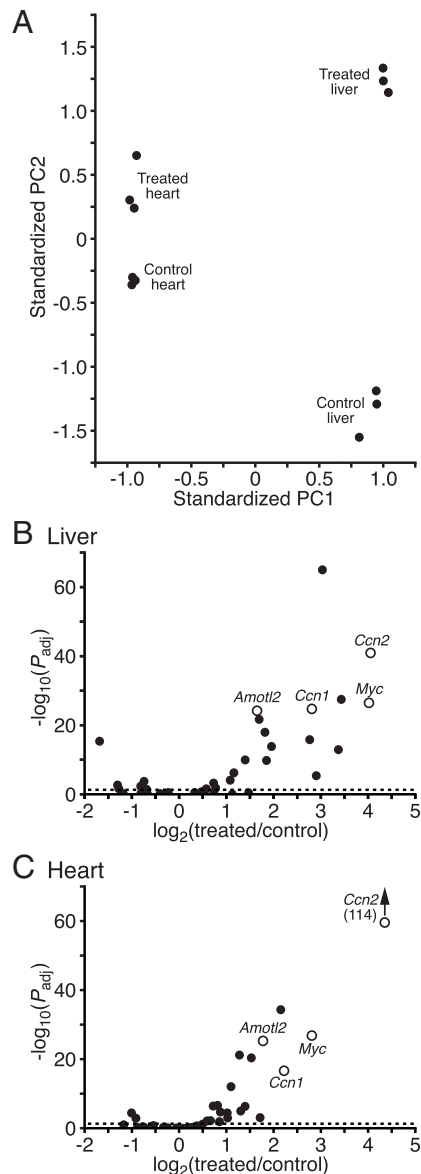 A
1.5
1.0
0.5
0
-0.5
-1.0
-1.5
Standardized PC2
Treated
liver
Treated
heart
Control
heart
Control
liver
-1.0 -0.5 0 0.5 1.0
Standardized PC1
B Liver
60
40
20
0
-log10(Padj)
Ccn2
Amotl2 Ccn1 Myc
-2 -1 0 1 2 3 4 5
log2(treated/control)
C Heart
60
40
20
0
-log10(Padj)
Ccn2
(114)
Amotl2
Myc
Ccn1
-2 -1 0 1 2 3 4 5
log2(treated/control)